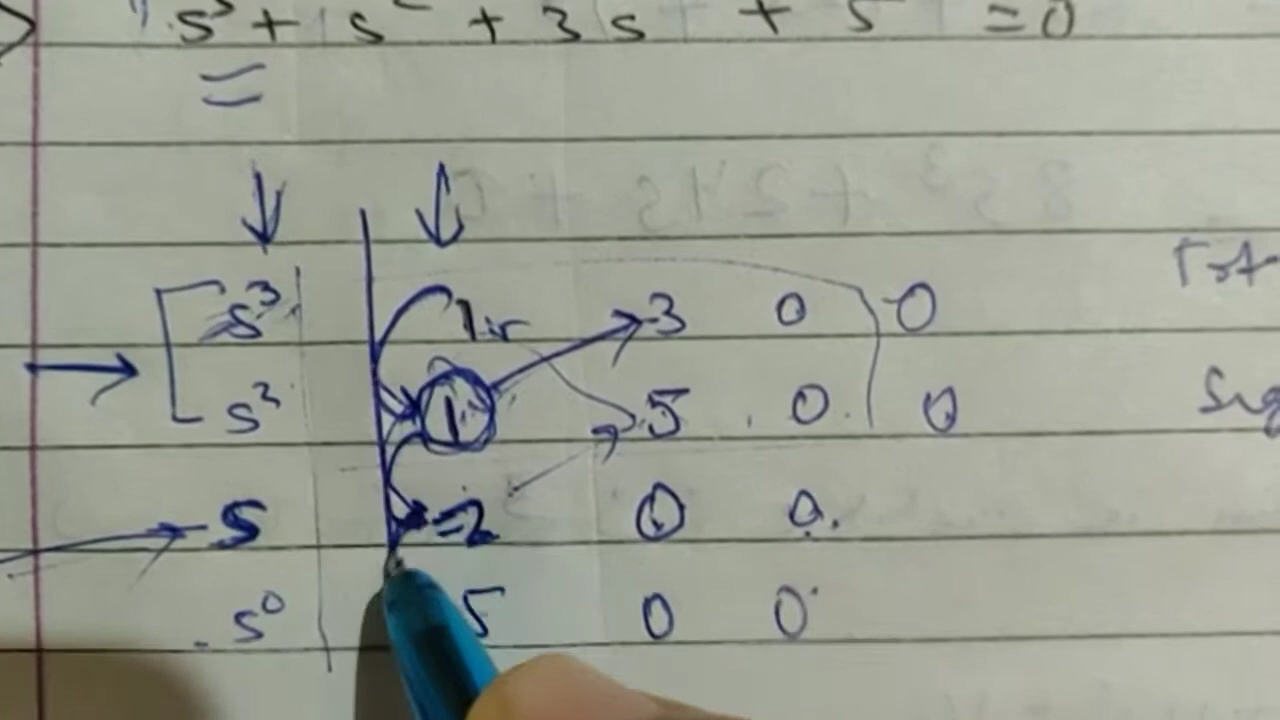 s³ + 1s² + 3s + 5 = 0
s³ 1 3 0 0
s² 1 5 0 0
s -2 0 0
s⁰ 5 0 0